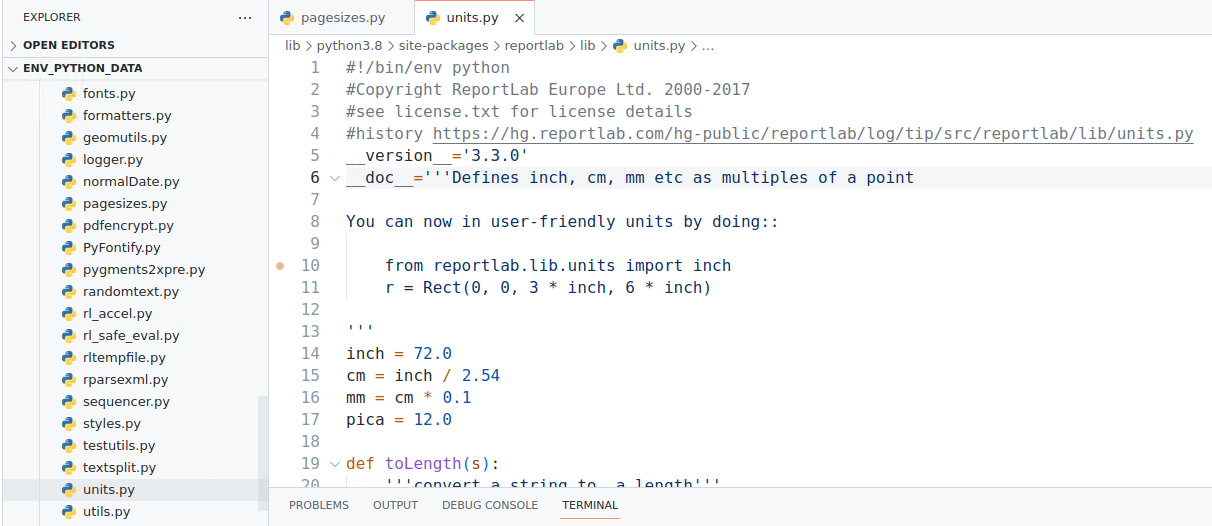 EXPLORER
···
OPEN EDITORS
ENV_PYTHON_DATA
fonts.py
formatters.py
geomutils.py
logger.py
normalDate.py
pagesizes.py
pdfencrypt.py
PyFontify.py
pygments2xpre.py
randomtext.py
rl_accel.py
rl_safe_eval.py
rltempfile.py
rparsexml.py
sequencer.py
styles.py
testutils.py
textsplit.py
units.py
utils.py
pagesizes.py
units.py
lib > python3.8 > site-packages > reportlab > lib > units.py > ...
1 #!/bin/env python
2 #Copyright ReportLab Europe Ltd. 2000-2017
3 #see license.txt for license details
4 #history https://hg.reportlab.com/hg-public/reportlab/log/tip/src/reportlab/lib/units.py
5 __version__='3.3.0'
6 __doc__='''Defines inch, cm, mm etc as multiples of a point
7
8 You can now in user-friendly units by doing::
9
10     from reportlab.lib.units import inch
11     r = Rect(0, 0, 3 * inch, 6 * inch)
12
13 '''
14 inch = 72.0
15 cm = inch / 2.54
16 mm = cm * 0.1
17 pica = 12.0
18
19 def toLength(s):
20     '''convert a string to  a length'''
PROBLEMS OUTPUT DEBUG CONSOLE TERMINAL